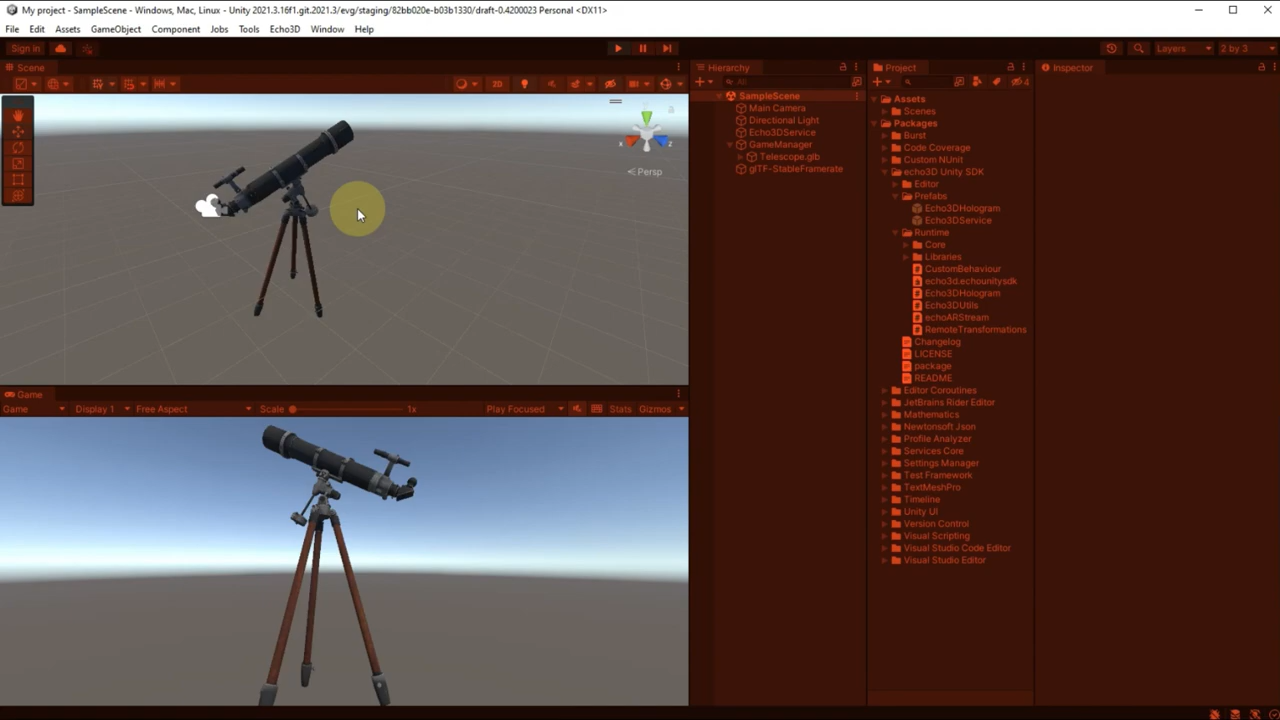 My project - SampleScene - Windows, Mac, Linux - Unity 2021.3.16f1.git.2021.3/evg/staging/82bb020e-b03b1330/draft-0.4200023 Personal <DX11>
File Edit Assets GameObject Component Jobs Tools Echo3D Window Help
Sign in Layers 2 by 3
Scene
2D
x z
Persp
Game
Game Display 1 Free Aspect Scale 1x Play Focused Stats Gizmos
Hierarchy
All
SampleScene
Main Camera
Directional Light
Echo3DService
GameManager
Telescope.glb
glTF-StableFramerate
Project
4
Assets
Scenes
Packages
Burst
Code Coverage
Custom NUnit
echo3D Unity SDK
Editor
Prefabs
Echo3DHologram
Echo3DService
Runtime
Core
Libraries
CustomBehaviour
echo3d.echounitysdk
Echo3DHologram
Echo3DUtils
echoARStream
RemoteTransformations
Changelog
LICENSE
package
README
Editor Coroutines
JetBrains Rider Editor
Mathematics
Newtonsoft Json
Profile Analyzer
Services Core
Settings Manager
Test Framework
TextMeshPro
Timeline
Unity UI
Version Control
Visual Scripting
Visual Studio Code Editor
Visual Studio Editor
Inspector